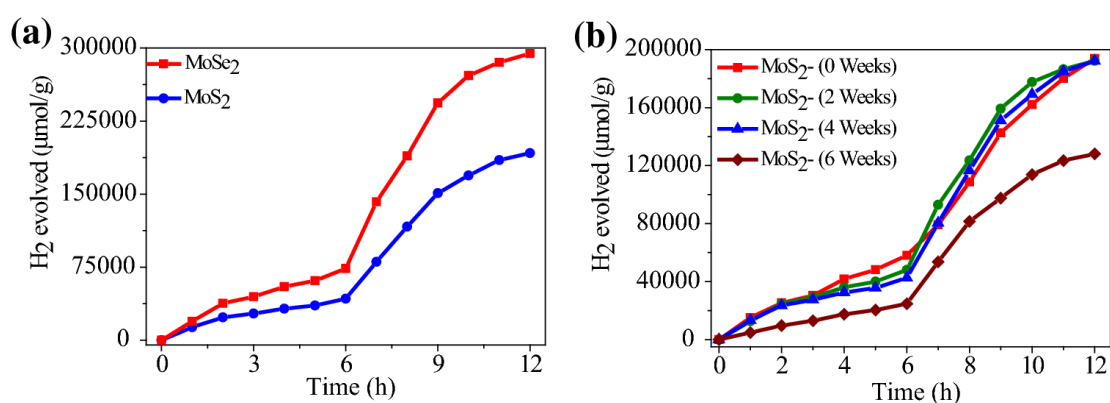 (a)
H2 evolved (μmol/g)
300000
225000
150000
75000
0
MoSe2
MoS2
0 3 6 9 12
Time (h)
(b)
H2 evolved (μmol/g)
200000
160000
120000
80000
40000
0
MoS2- (0 Weeks)
MoS2- (2 Weeks)
MoS2- (4 Weeks)
MoS2- (6 Weeks)
0 2 4 6 8 10 12
Time (h)